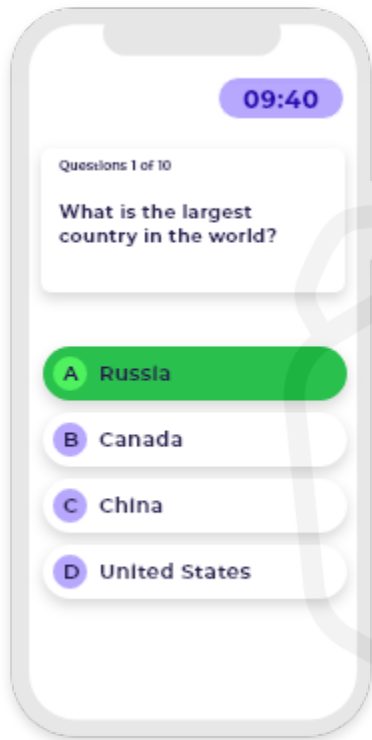 09:40
Questions 1 of 10
What is the largest
country in the world?
A Russia
B Canada
C China
D United States